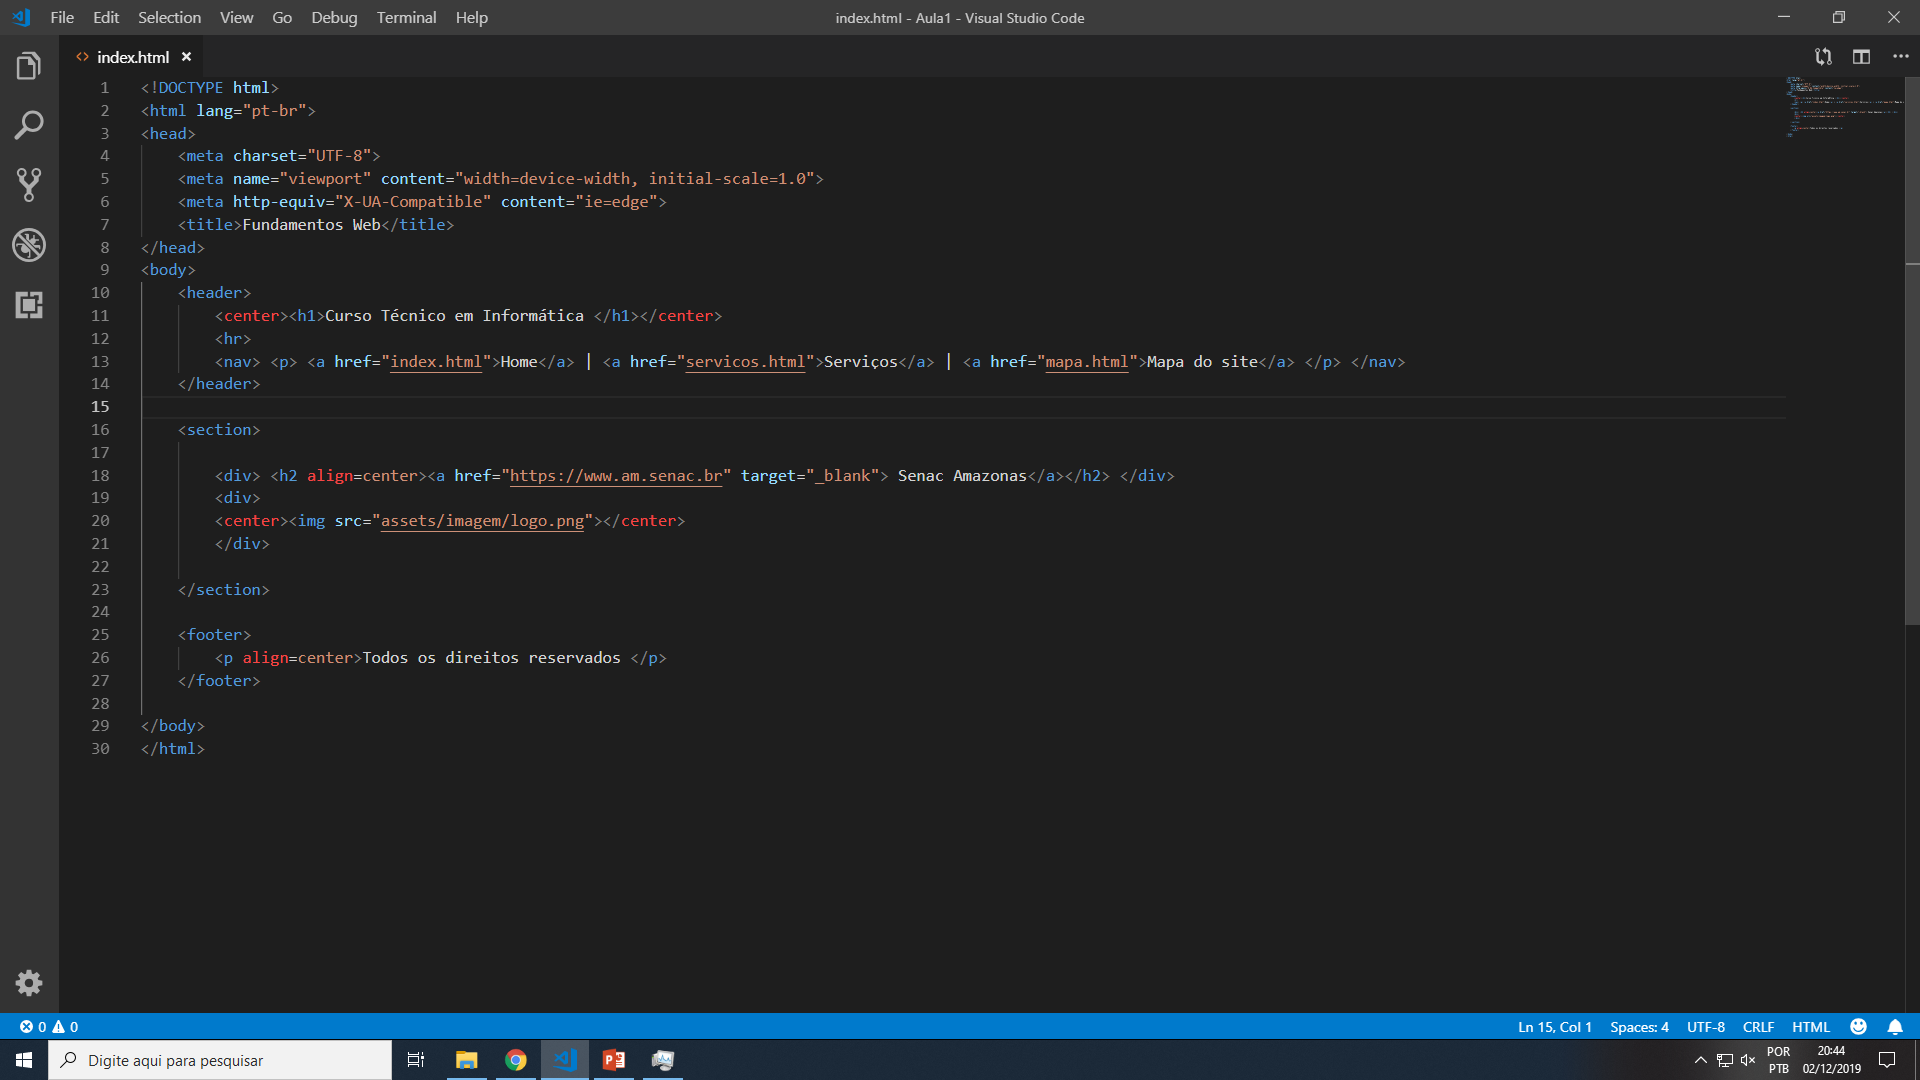 File Edit Selection View Go Debug Terminal Help
index.html - Aula1 - Visual Studio Code
<> index.html ×
1 <!DOCTYPE html>
2 <html lang="pt-br">
3 <head>
4 <meta charset="UTF-8">
5 <meta name="viewport" content="width=device-width, initial-scale=1.0">
6 <meta http-equiv="X-UA-Compatible" content="ie=edge">
7 <title>Fundamentos Web</title>
8 </head>
9 <body>
10 <header>
11 <center><h1>Curso Técnico em Informática </h1></center>
12 <hr>
13 <nav> <p> <a href="index.html">Home</a> | <a href="servicos.html">Serviços</a> | <a href="mapa.html">Mapa do site</a> </p> </nav>
14 </header>
15
16 <section>
17
18 <div> <h2 align=center><a href="https://www.am.senac.br" target="_blank"> Senac Amazonas</a></h2> </div>
19 <div>
20 <center><img src="assets/imagem/logo.png"></center>
21 </div>
22
23 </section>
24
25 <footer>
26 <p align=center>Todos os direitos reservados </p>
27 </footer>
28
29 </body>
30 </html>
0 0
Ln 15, Col 1 Spaces: 4 UTF-8 CRLF HTML
Digite aqui para pesquisar
POR
PTB
20:44
02/12/2019